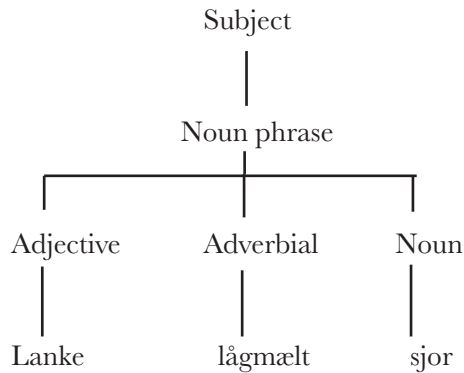 Subject
Noun phrase
Adjective Adverbial Noun
Lanke lågmælt sjor